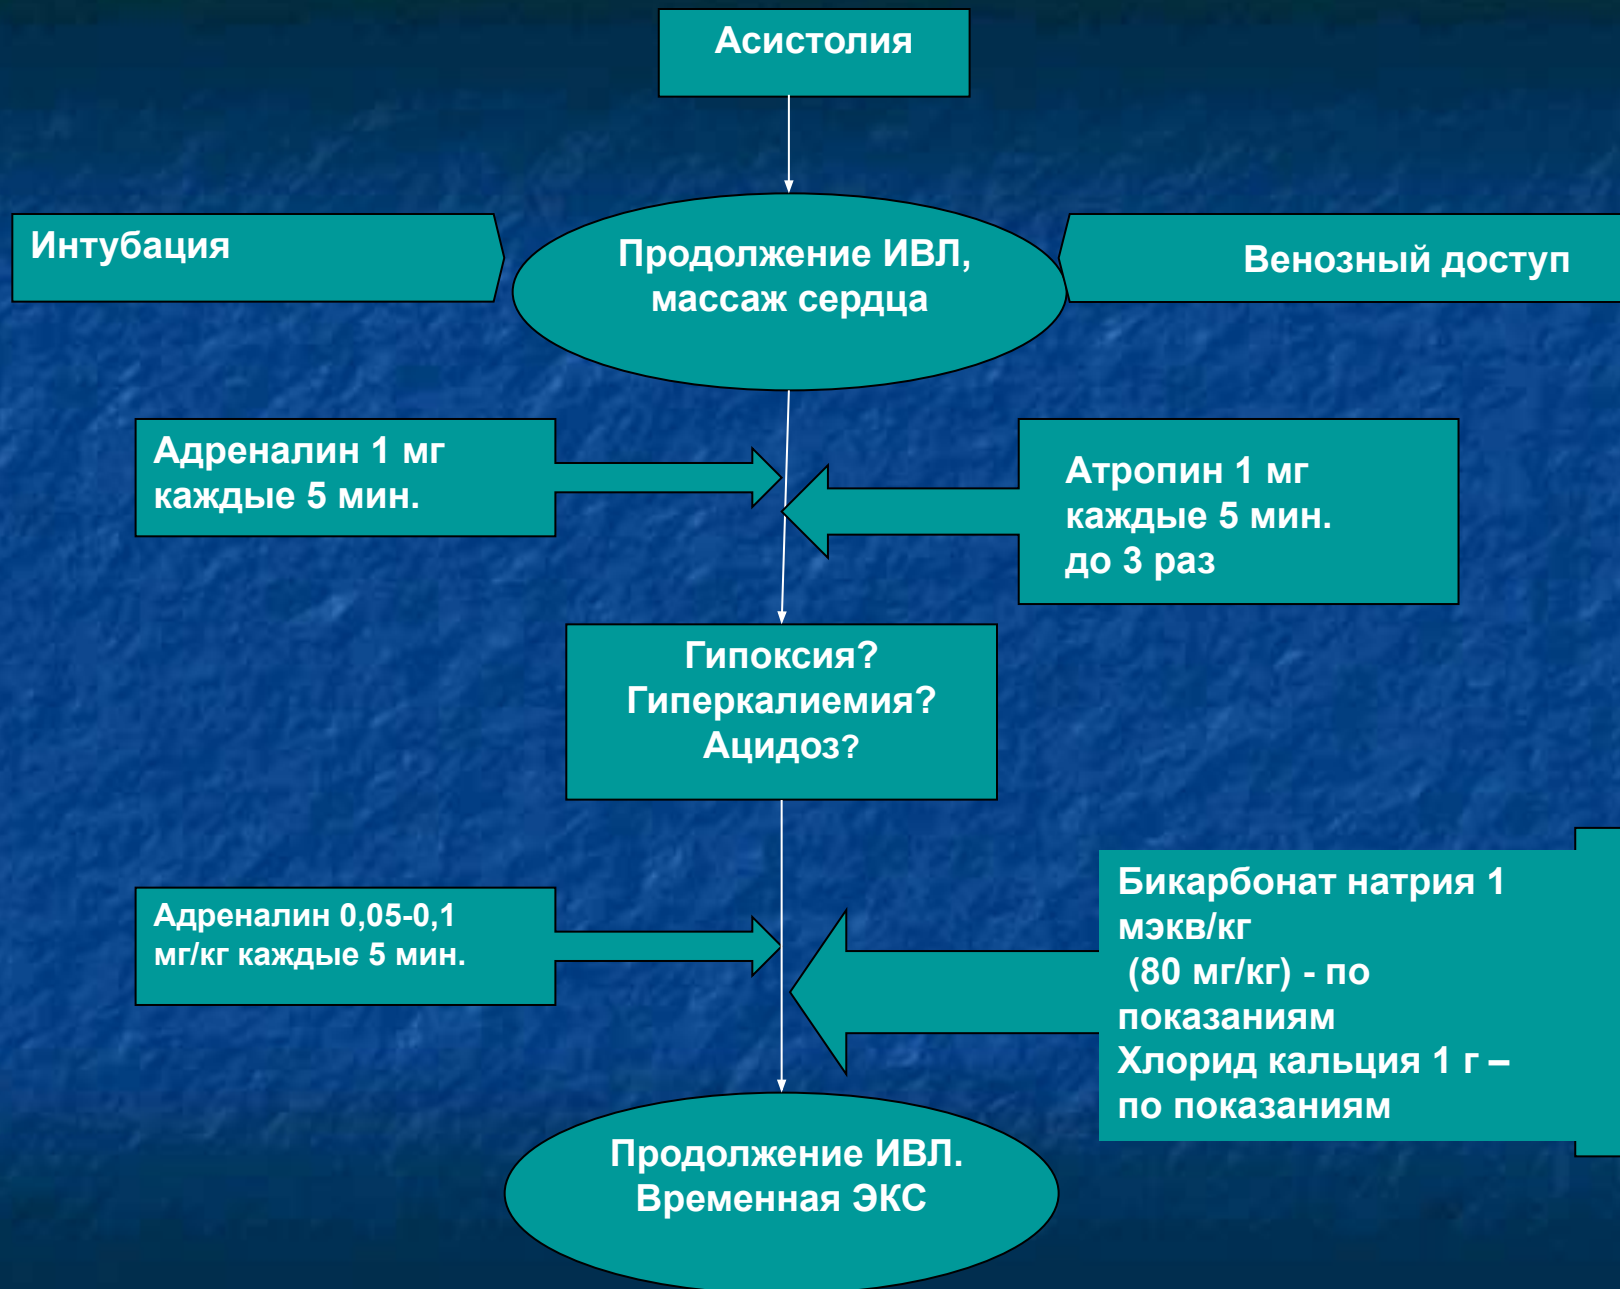 Асистолия
Интубация
Продолжение ИВЛ,
массаж сердца
Венозный доступ
Адреналин 1 мг
каждые 5 мин.
Атропин 1 мг
каждые 5 мин.
до 3 раз
Гипоксия?
Гиперкалиемия?
Ацидоз?
Адреналин 0,05-0,1
мг/кг каждые 5 мин.
Бикарбонат натрия 1
мэкв/кг
(80 мг/кг) - по
показаниям
Хлорид кальция 1 г –
по показаниям
Продолжение ИВЛ.
Временная ЭКС